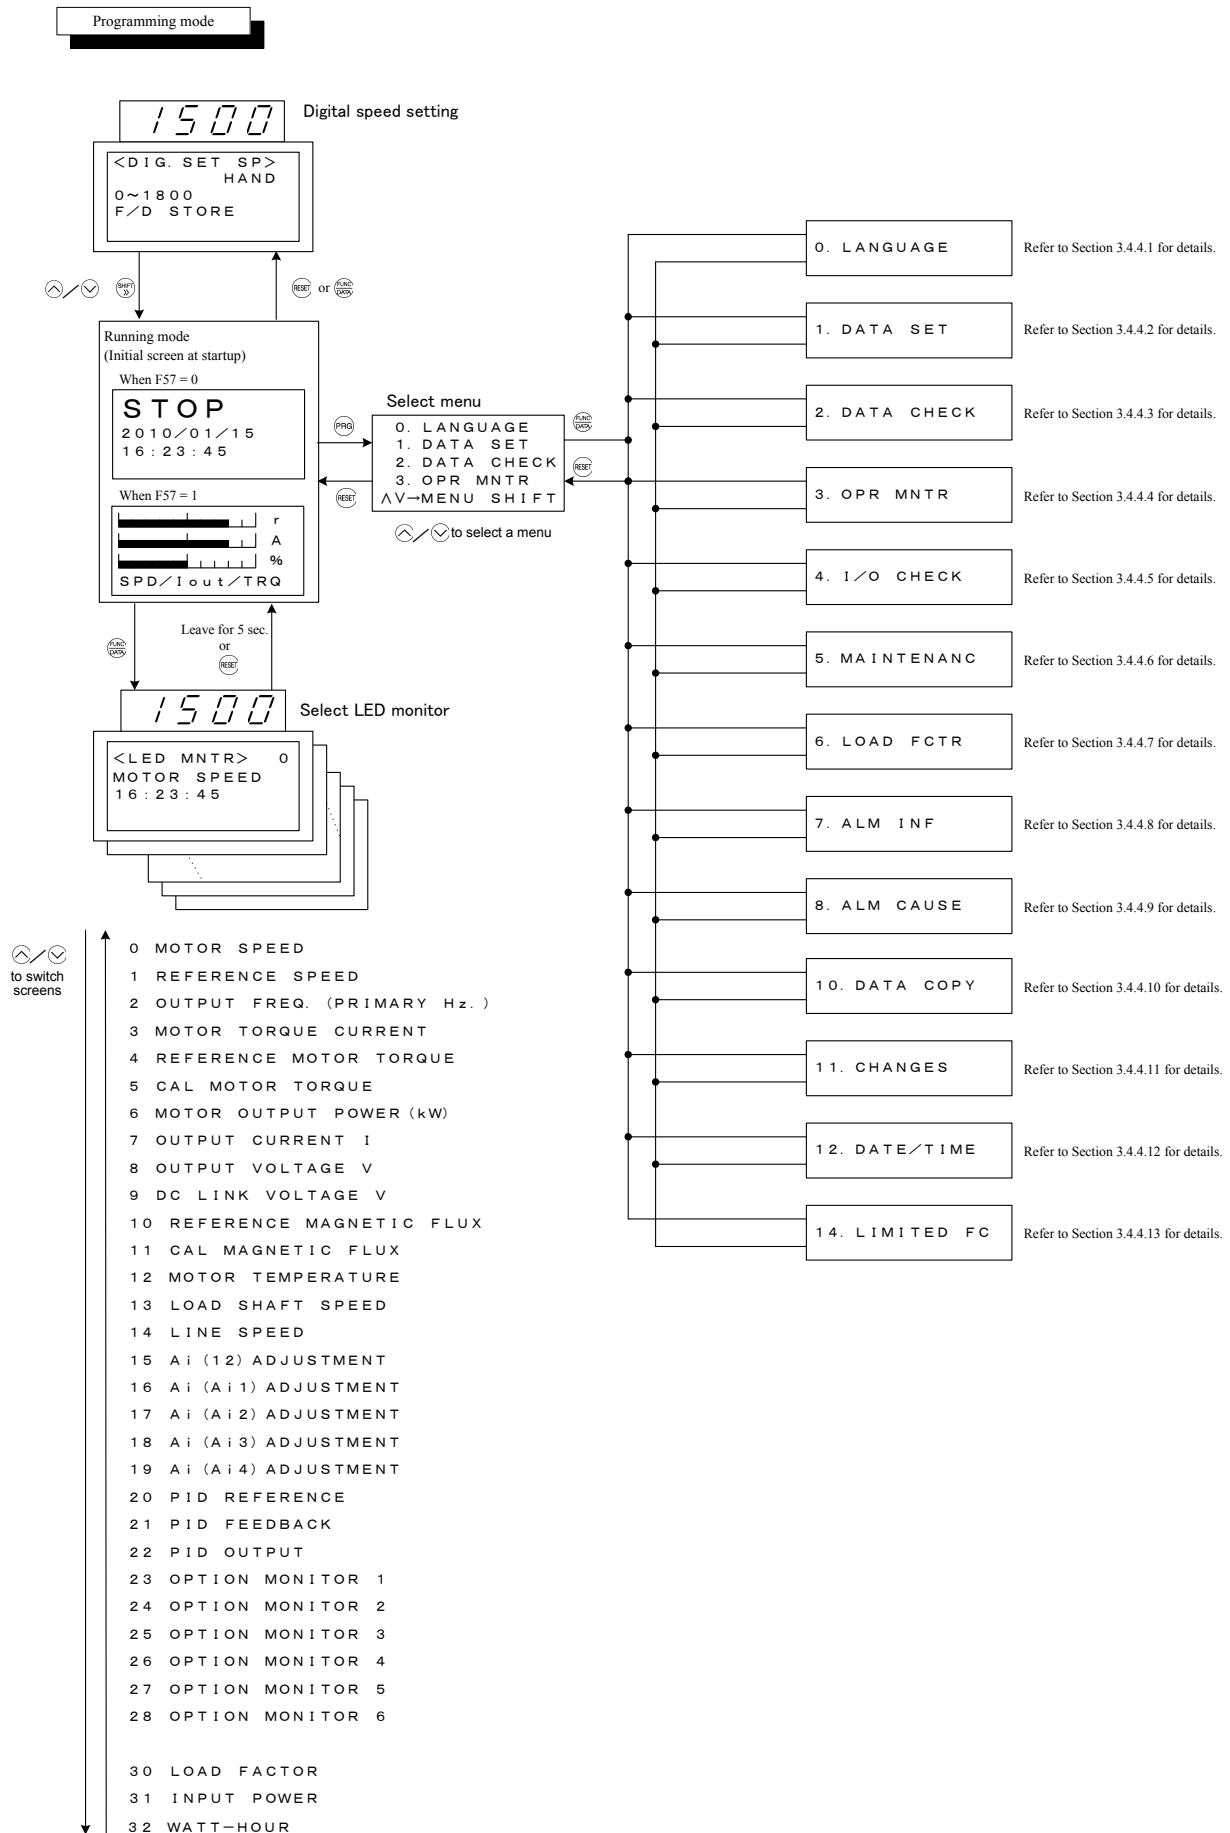 Programming mode
1500
Digital speed setting
<DIG. SET SP>
HAND
0~1800
F/D STORE
SHIFT
RESET or FUNC DATA
Running mode
(Initial screen at startup)
When F57 = 0
STOP
2010/01/15
16:23:45
When F57 = 1
r
A
%
SPD/Iout/TRQ
PRG
RESET
Select menu
0. LANGUAGE
1. DATA SET
2. DATA CHECK
3. OPR MNTR
∧∨→MENU SHIFT
to select a menu
FUNC DATA
RESET
FUNC DATA
Leave for 5 sec.
or
RESET
1500
Select LED monitor
<LED MNTR> 0
MOTOR SPEED
16:23:45
to switch
screens
0 MOTOR SPEED
1 REFERENCE SPEED
2 OUTPUT FREQ. (PRIMARY Hz.)
3 MOTOR TORQUE CURRENT
4 REFERENCE MOTOR TORQUE
5 CAL MOTOR TORQUE
6 MOTOR OUTPUT POWER(kW)
7 OUTPUT CURRENT I
8 OUTPUT VOLTAGE V
9 DC LINK VOLTAGE V
10 REFERENCE MAGNETIC FLUX
11 CAL MAGNETIC FLUX
12 MOTOR TEMPERATURE
13 LOAD SHAFT SPEED
14 LINE SPEED
15 Ai(12)ADJUSTMENT
16 Ai(Ai1)ADJUSTMENT
17 Ai(Ai2)ADJUSTMENT
18 Ai(Ai3)ADJUSTMENT
19 Ai(Ai4)ADJUSTMENT
20 PID REFERENCE
21 PID FEEDBACK
22 PID OUTPUT
23 OPTION MONITOR 1
24 OPTION MONITOR 2
25 OPTION MONITOR 3
26 OPTION MONITOR 4
27 OPTION MONITOR 5
28 OPTION MONITOR 6
30 LOAD FACTOR
31 INPUT POWER
32 WATT-HOUR
0. LANGUAGE Refer to Section 3.4.4.1 for details.
1. DATA SET Refer to Section 3.4.4.2 for details.
2. DATA CHECK Refer to Section 3.4.4.3 for details.
3. OPR MNTR Refer to Section 3.4.4.4 for details.
4. I/O CHECK Refer to Section 3.4.4.5 for details.
5. MAINTENANC Refer to Section 3.4.4.6 for details.
6. LOAD FCTR Refer to Section 3.4.4.7 for details.
7. ALM INF Refer to Section 3.4.4.8 for details.
8. ALM CAUSE Refer to Section 3.4.4.9 for details.
10. DATA COPY Refer to Section 3.4.4.10 for details.
11. CHANGES Refer to Section 3.4.4.11 for details.
12. DATE/TIME Refer to Section 3.4.4.12 for details.
14. LIMITED FC Refer to Section 3.4.4.13 for details.